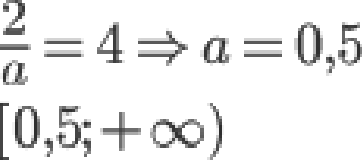 2/a = 4 ⇒ a = 0,5
[0,5; +∞)